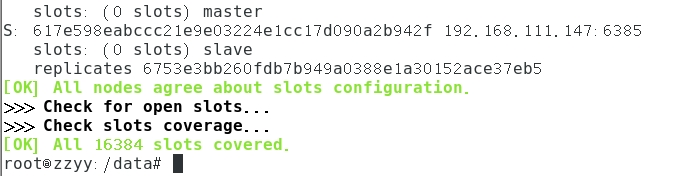 slots: (0 slots) master
S: 617e598eabccc21e9e03224e1cc17d090a2b942f 192.168.111.147:6385
slots: (0 slots) slave
replicates 6753e3bb260fdb7b949a0388e1a30152ace37eb5
[OK] All nodes agree about slots configuration.
>>> Check for open slots...
>>> Check slots coverage...
[OK] All 16384 slots covered.
root@zzyy:/data#